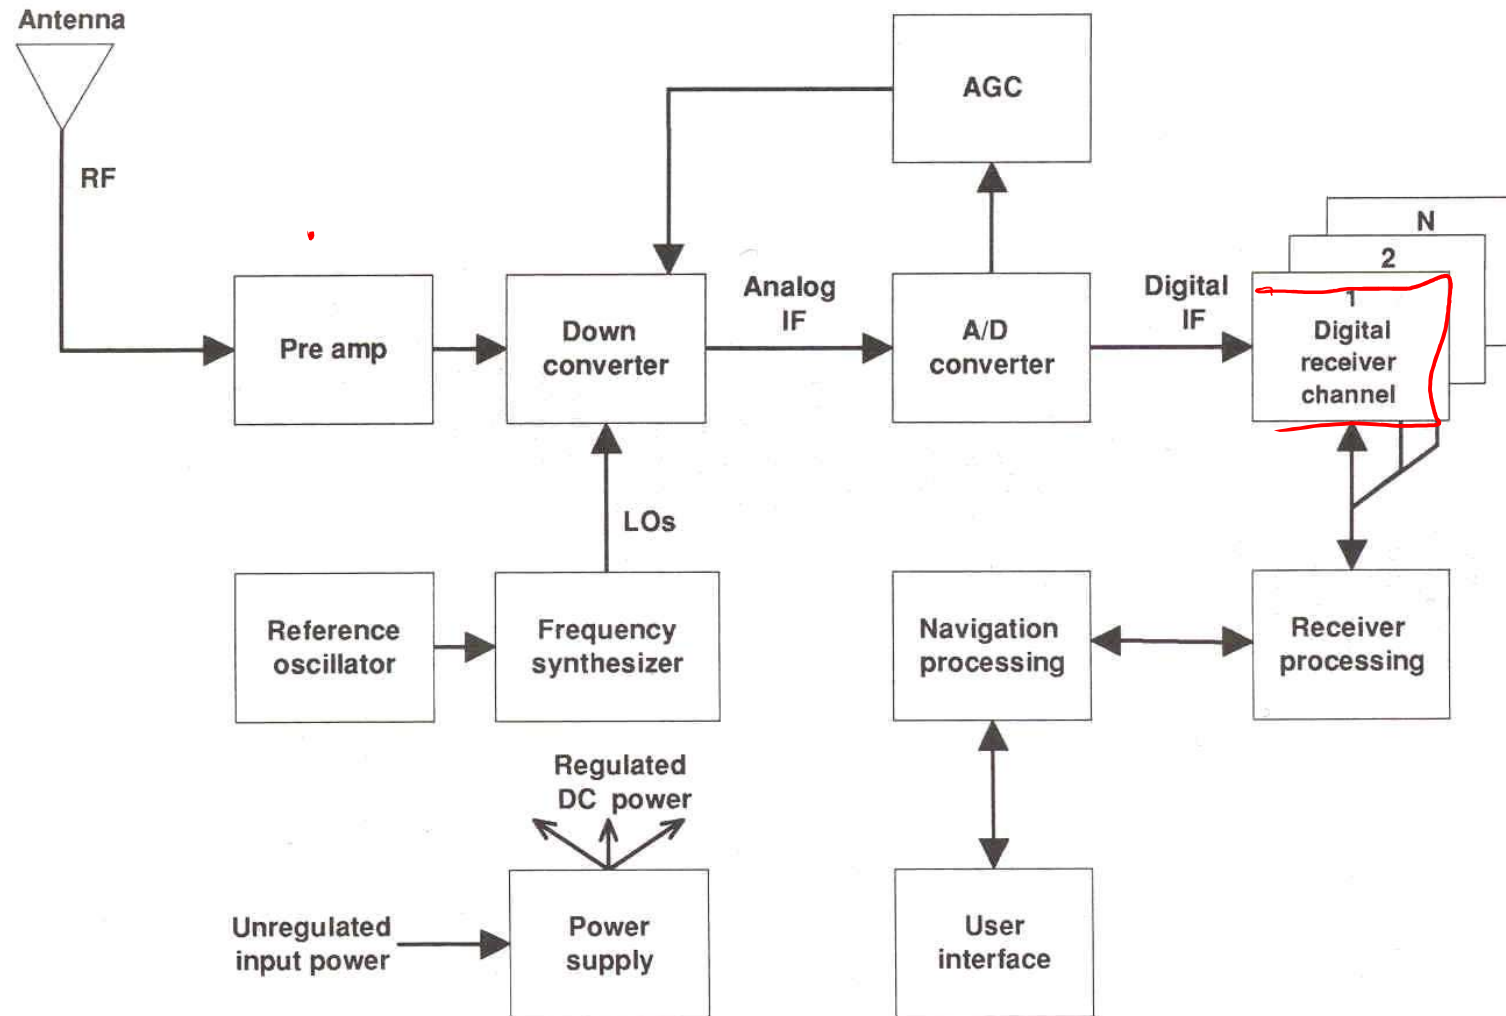 Antenna
RF
AGC
Pre amp
Down
converter
Analog
IF
A/D
converter
Digital
IF
N
2
1
Digital
receiver
channel
LOs
Reference
oscillator
Frequency
synthesizer
Navigation
processing
Receiver
processing
Regulated
DC power
Unregulated
input power
Power
supply
User
interface